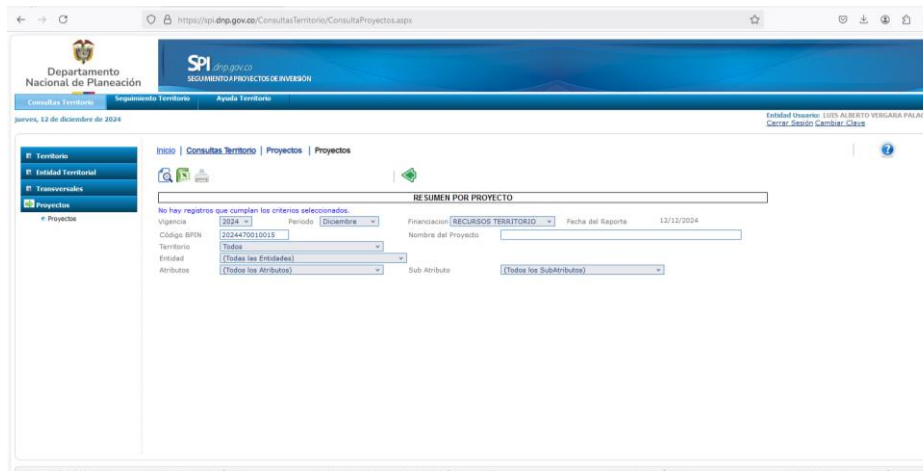 https://spi.dnp.gov.co/ConsultasTerritorio/ConsultaProyectos.aspx
Departamento
Nacional de Planeación
SPI dnp.gov.co
SEGUIMIENTO A PROYECTOS DE INVERSIÓN
Consultas Territorio Seguimiento Territorio Ayuda Territorio
jueves, 12 de diciembre de 2024
Entidad Usuario: LUIS ALBERTO VERGARA PALAC
Cerrar Sesión Cambiar Clave
Territorio
Entidad Territorial
Transversales
Proyectos
Proyectos
Inicio | Consultas Territorio | Proyectos | Proyectos
RESUMEN POR PROYECTO
No hay registros que cumplan los criterios seleccionados.
Vigencia 2024 Periodo Diciembre Financiacion RECURSOS TERRITORIO Fecha del Reporte 12/12/2024
Código BPIN 2024470010015 Nombre del Proyecto
Territorio Todos
Entidad (Todas las Entidades)
Atributos (Todos los Atributos) Sub Atributo (Todos los SubAtributos)